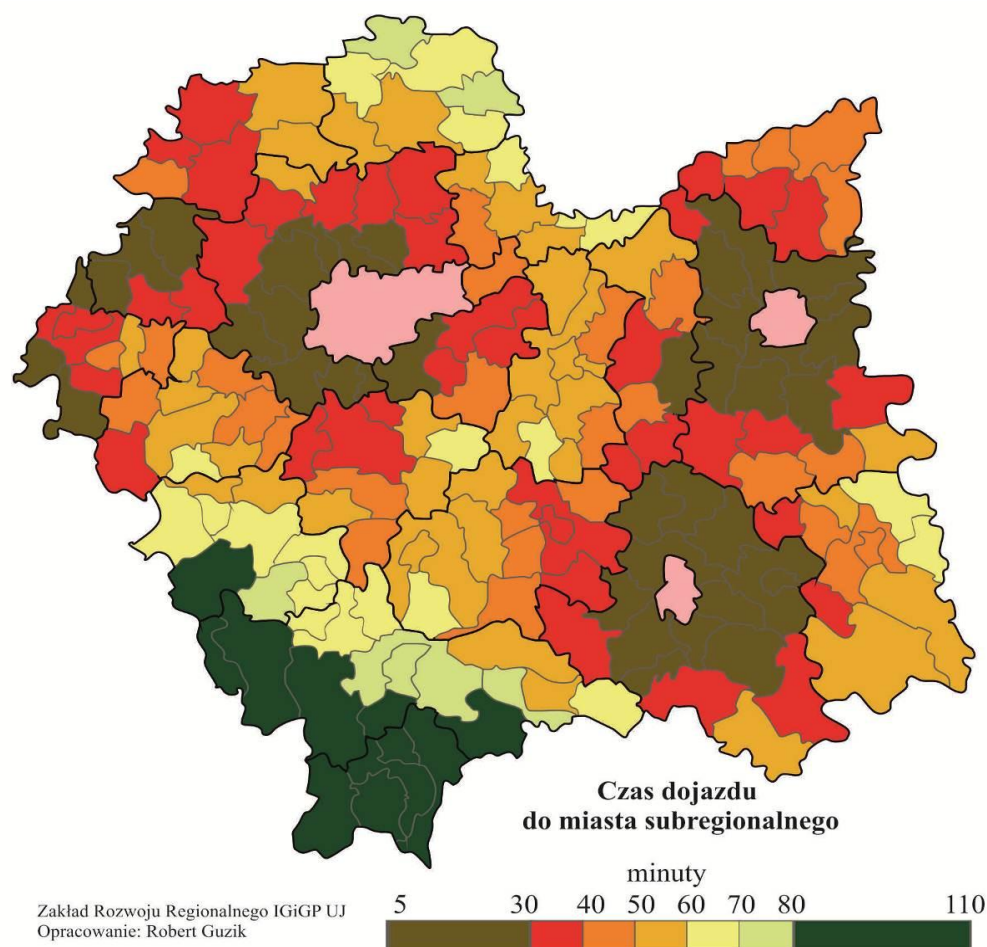 Czas dojazdu
do miasta subregionalnego
minuty
5 30 40 50 60 70 80 110
Zakład Rozwoju Regionalnego IGiGP UJ
Opracowanie: Robert Guzik